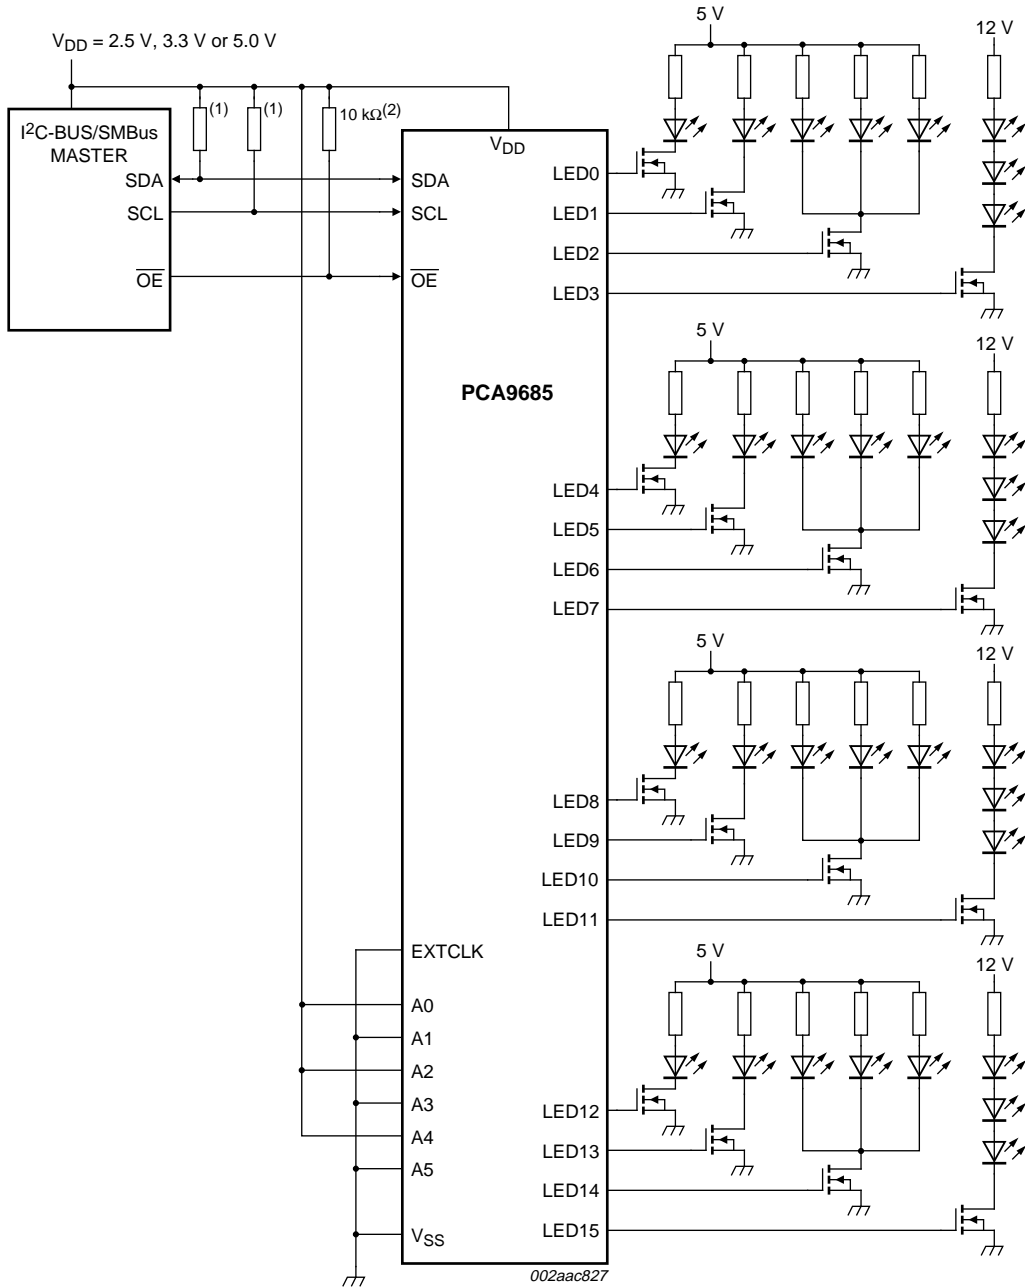 V_DD = 2.5 V, 3.3 V or 5.0 V
I²C-BUS/SMBus
MASTER
SDA
SCL
O̅E̅
(1)
(1)
10 kΩ(2)
V_DD
SDA
SCL
O̅E̅
PCA9685
EXTCLK
A0
A1
A2
A3
A4
A5
V_SS
LED0
LED1
LED2
LED3
5 V
12 V
LED4
LED5
LED6
LED7
5 V
12 V
LED8
LED9
LED10
LED11
5 V
12 V
LED12
LED13
LED14
LED15
5 V
12 V
002aac827